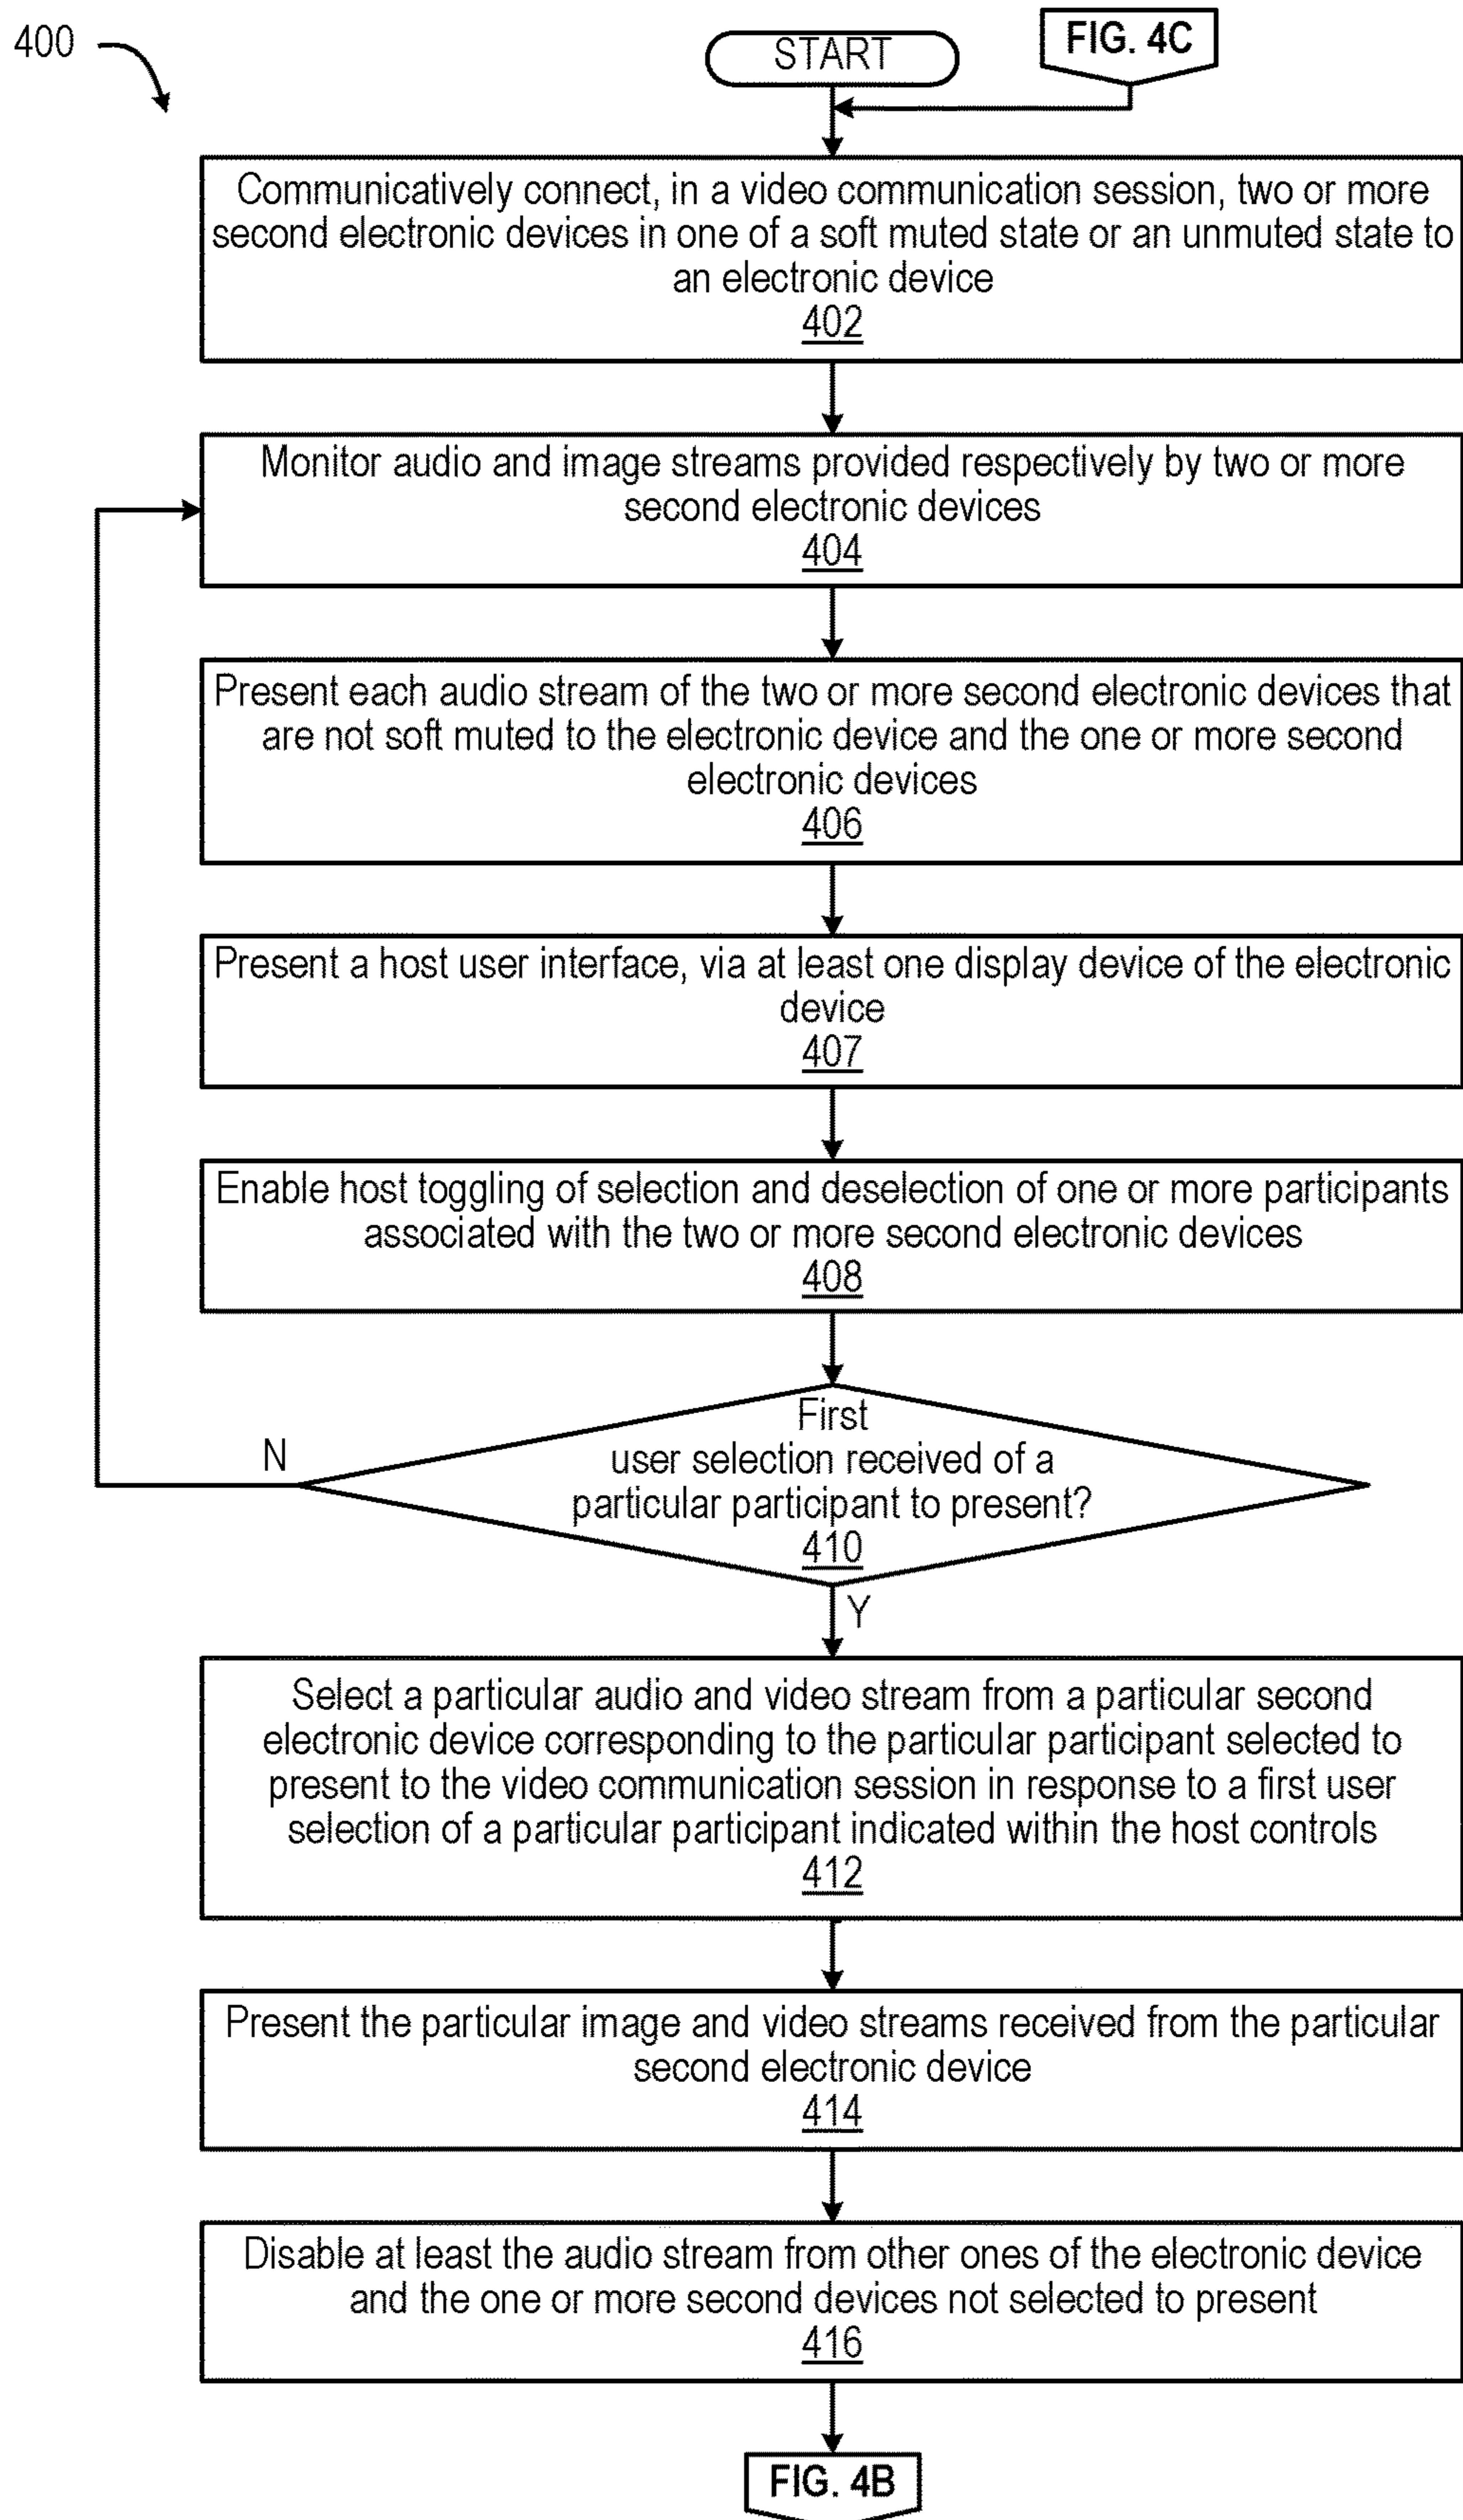 400
START
FIG. 4C
Communicatively connect, in a video communication session, two or more
second electronic devices in one of a soft muted state or an unmuted state to
an electronic device
402
Monitor audio and image streams provided respectively by two or more
second electronic devices
404
Present each audio stream of the two or more second electronic devices that
are not soft muted to the electronic device and the one or more second
electronic devices
406
Present a host user interface, via at least one display device of the electronic
device
407
Enable host toggling of selection and deselection of one or more participants
associated with the two or more second electronic devices
408
First
user selection received of a
particular participant to present?
410
N
Y
Select a particular audio and video stream from a particular second
electronic device corresponding to the particular participant selected to
present to the video communication session in response to a first user
selection of a particular participant indicated within the host controls
412
Present the particular image and video streams received from the particular
second electronic device
414
Disable at least the audio stream from other ones of the electronic device
and the one or more second devices not selected to present
416
FIG. 4B